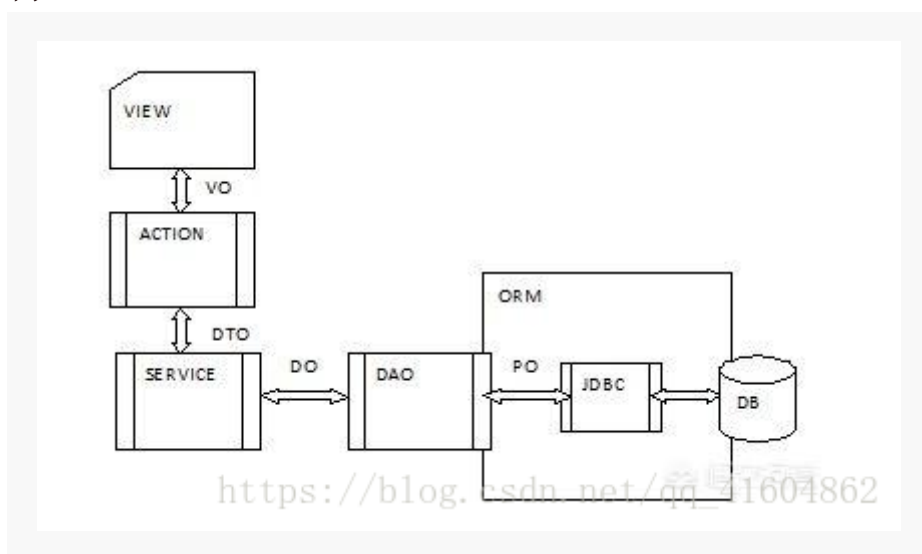 VIEW
VO
ACTION
DTO
SERVICE
DO
DAO
ORM
PO
JDBC
DB
https://blog.csdn.net/qq_41604862